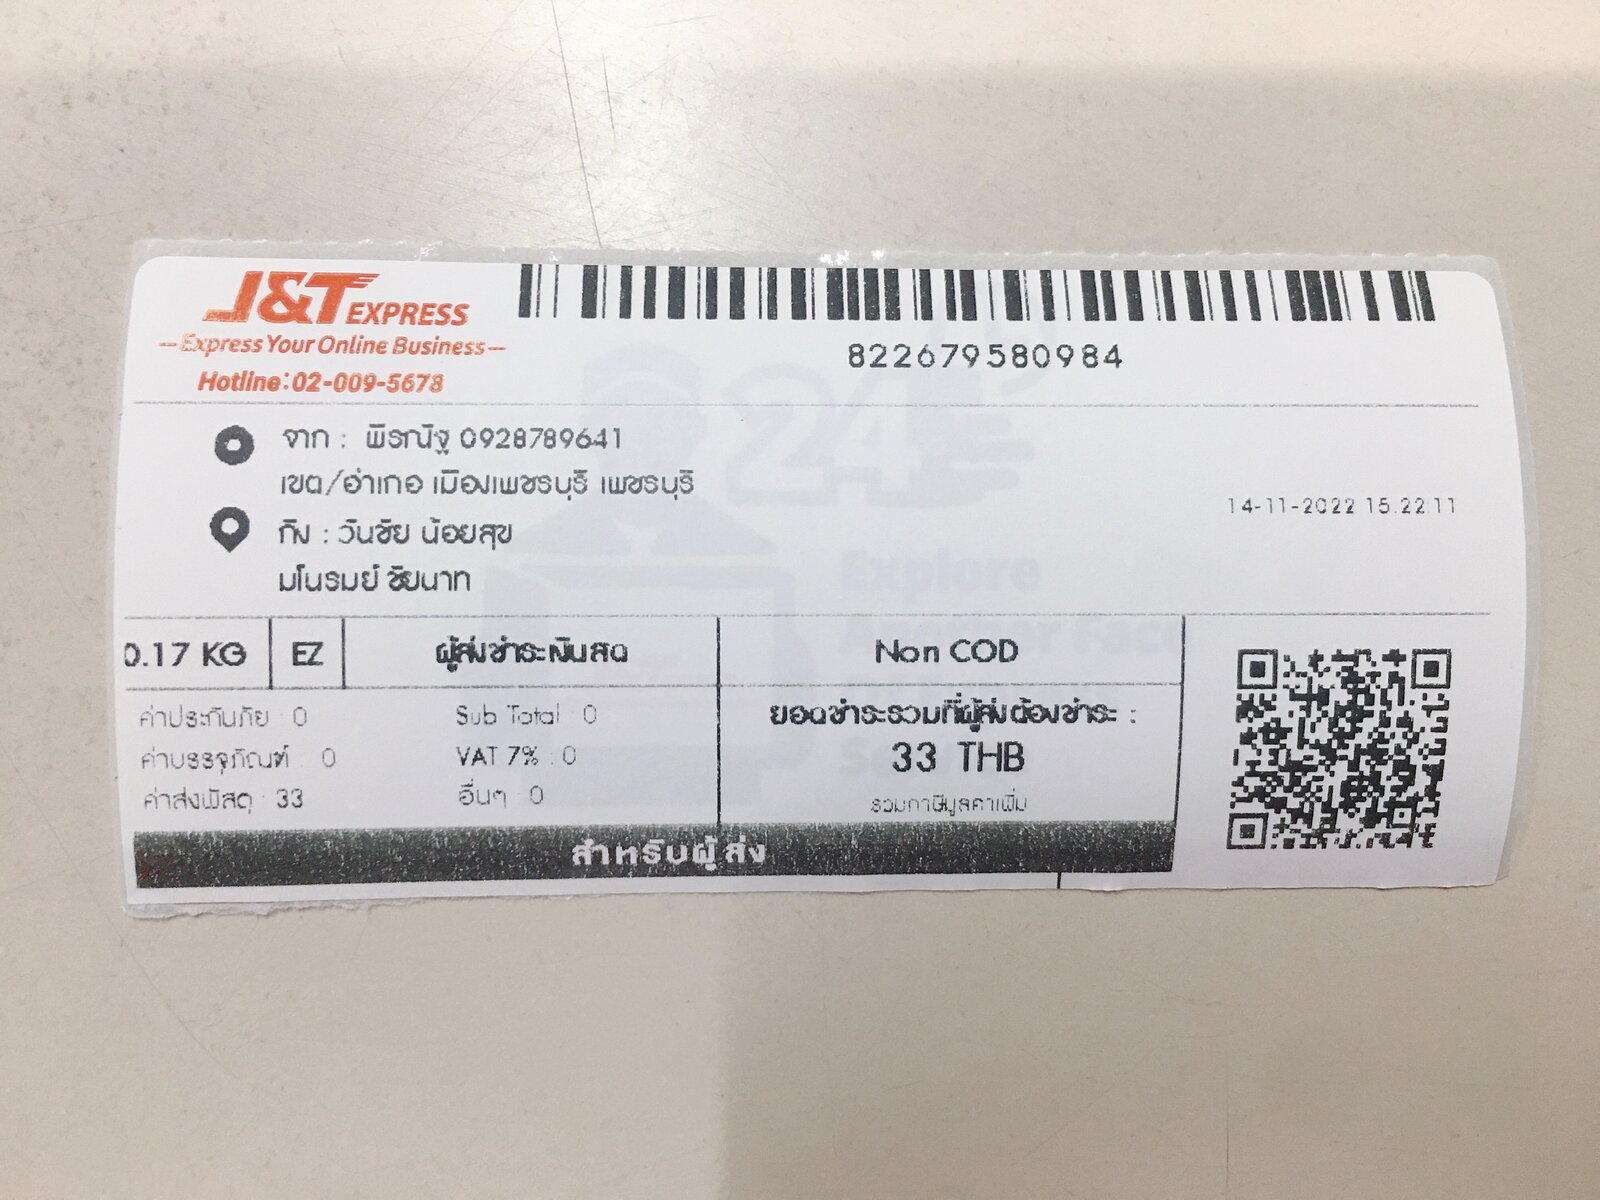 J&T EXPRESS
Express Your Online Business
Hotline: 02-009-5678
822679580984
จาก : พิรณัฐ 0928789641
เขต/อำเภอ เมืองเพชรบุรี เพชรบุรี
ถึง : วันชัย น้อยสุข
มโนรมย์ ชัยนาท
14-11-2022 15.22.11
0.17 KG EZ ผู้ส่งชำระเงินสด Non COD
ค่าประกันภัย : 0 Sub Total : 0 ยอดชำระรวมที่ผู้ส่งต้องชำระ :
ค่าบรรจุภัณฑ์ : 0 VAT 7% : 0 33 THB
ค่าส่งพัสดุ : 33 อื่นๆ : 0 รวมภาษีมูลค่าเพิ่ม
สำหรับผู้ส่ง
24
Explore